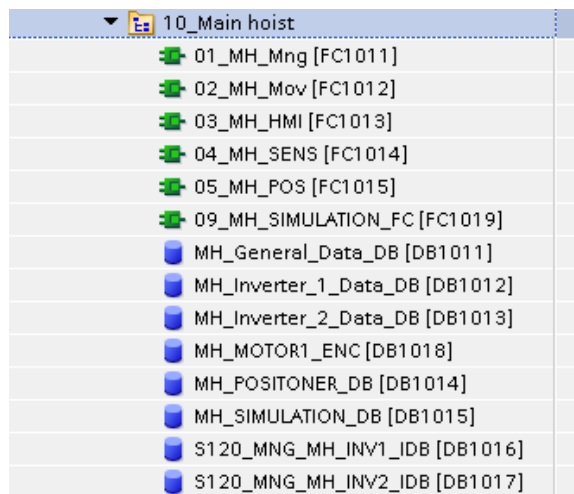 10_Main hoist
01_MH_Mng [FC1011]
02_MH_Mov [FC1012]
03_MH_HMI [FC1013]
04_MH_SENS [FC1014]
05_MH_POS [FC1015]
09_MH_SIMULATION_FC [FC1019]
MH_General_Data_DB [DB1011]
MH_Inverter_1_Data_DB [DB1012]
MH_Inverter_2_Data_DB [DB1013]
MH_MOTOR1_ENC [DB1018]
MH_POSITONER_DB [DB1014]
MH_SIMULATION_DB [DB1015]
S120_MNG_MH_INV1_IDB [DB1016]
S120_MNG_MH_INV2_IDB [DB1017]